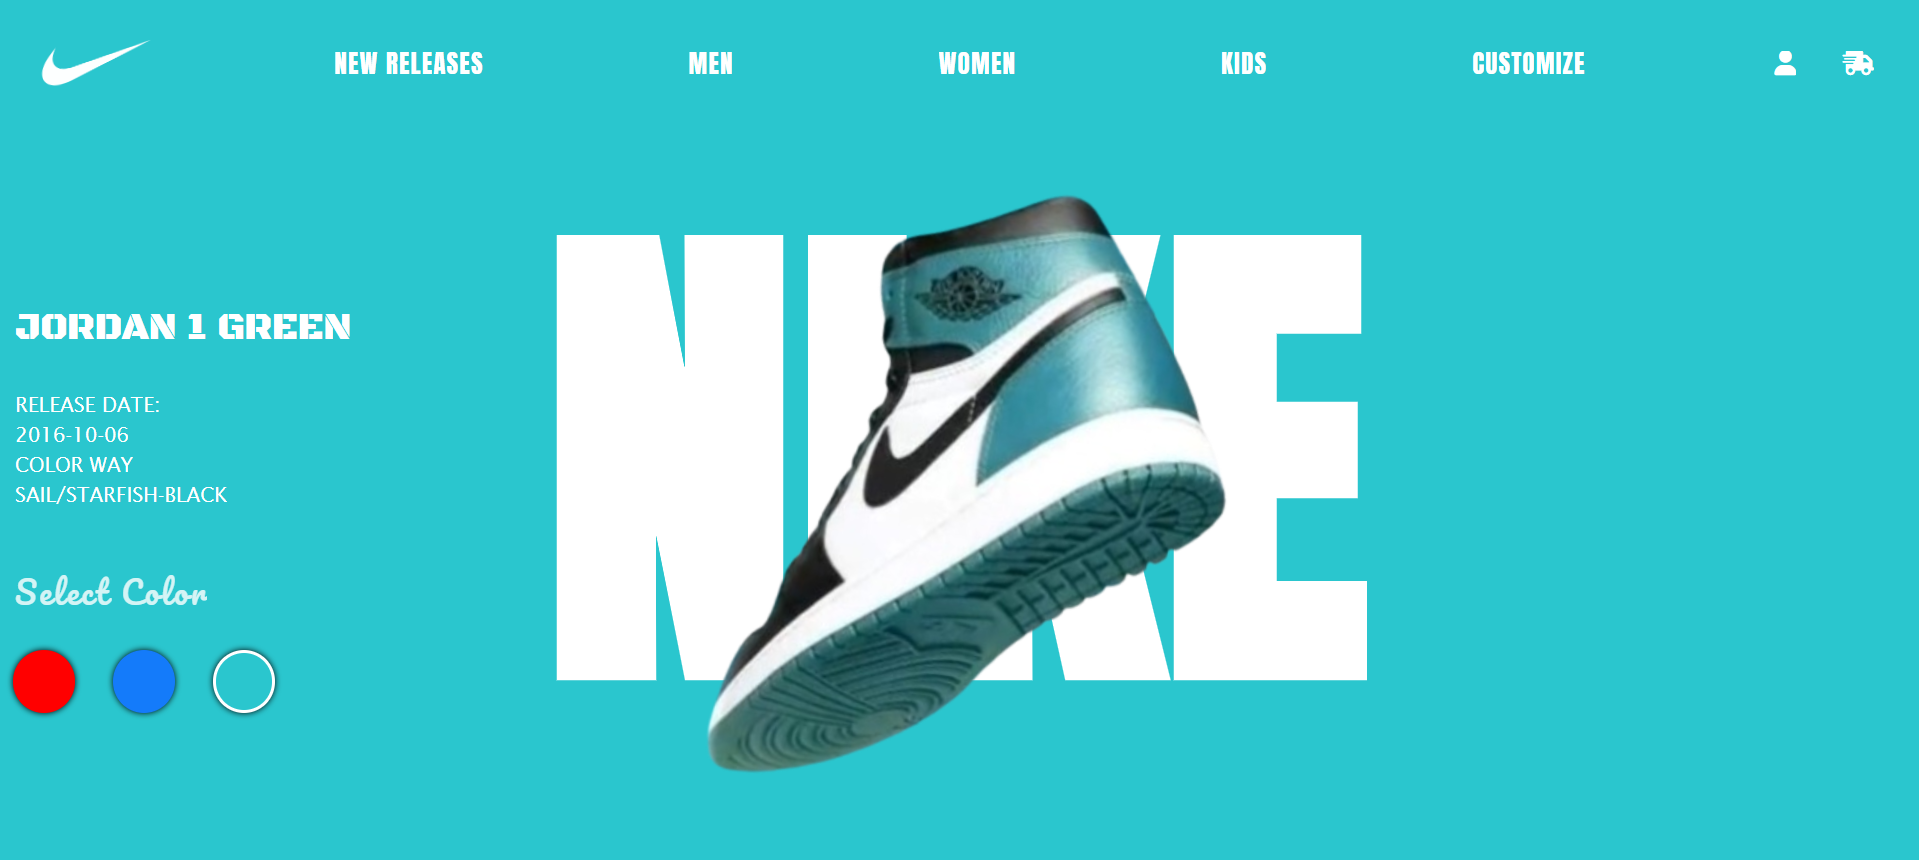 NEW RELEASES MEN WOMEN KIDS CUSTOMIZE
NIKE
JORDAN 1 GREEN
RELEASE DATE:
2016-10-06
COLOR WAY
SAIL/STARFISH-BLACK
Select Color